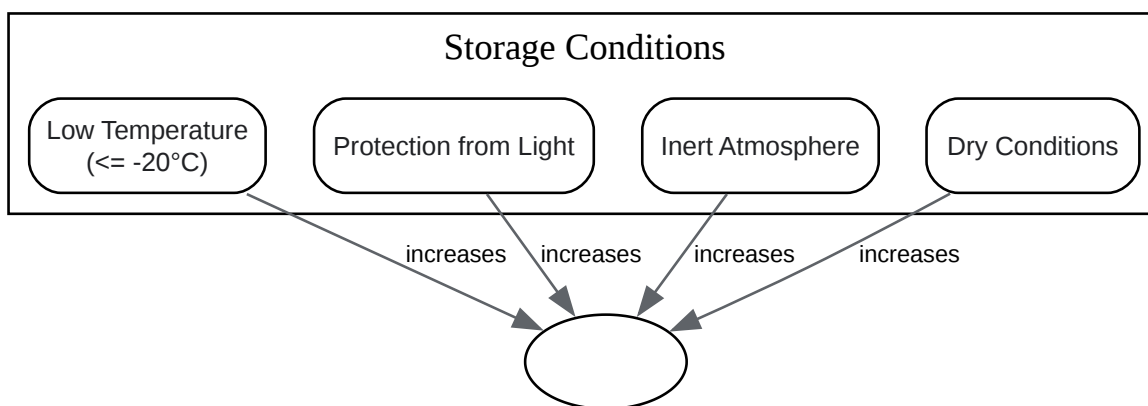 Storage Conditions
Low Temperature
(<= -20°C)
Protection from Light
Inert Atmosphere
Dry Conditions
increases
increases
increases
increases